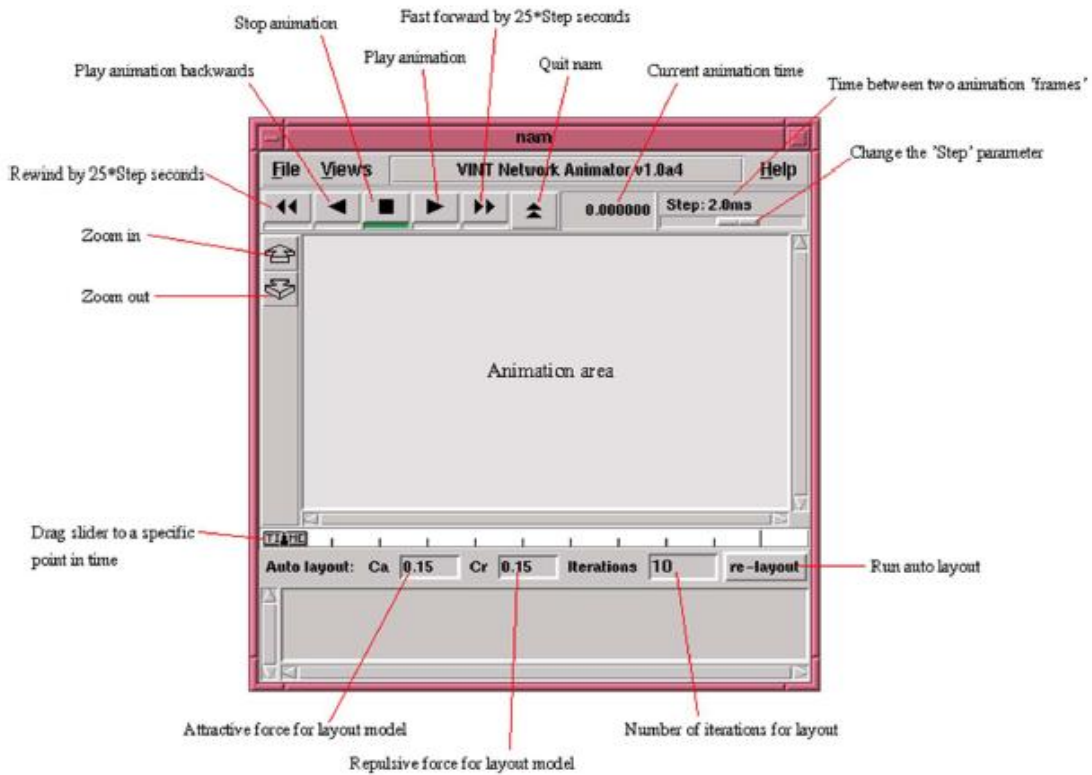 Fast forward by 25*Step seconds
Stop animation
Play animation
Quit nam
Play animation backwards
Current animation time
Time between two animation 'frames'
nam
Change the 'Step' parameter
File Views VINT Network Animator v1.0a4 Help
Rewind by 25*Step seconds
0.000000 Step: 2.0ms
Zoom in
Zoom out
Animation area
Drag slider to a specific
point in time
TIME
Auto layout: Ca 0.15 Cr 0.15 Iterations 10 re-layout
Run auto layout
Attractive force for layout model
Number of iterations for layout
Repulsive force for layout model